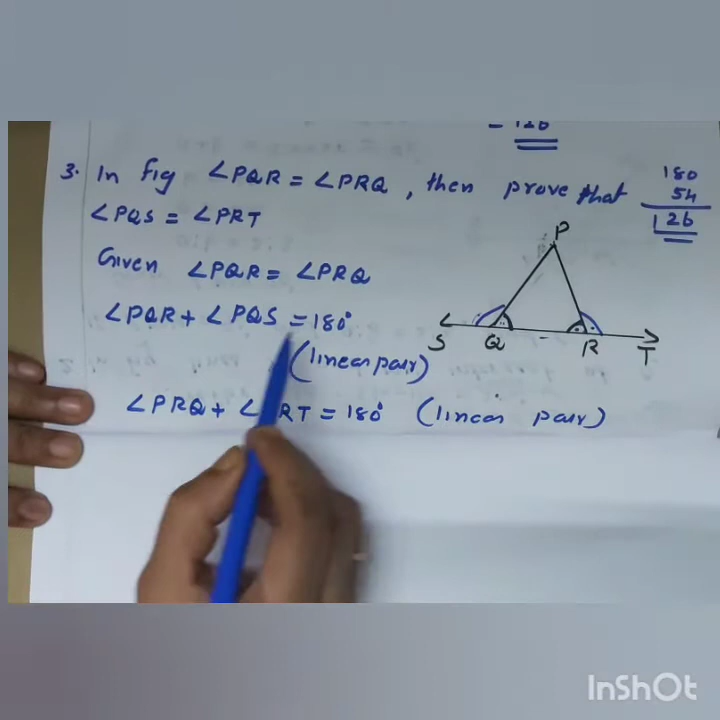 = 126
3. In fig ∠PQR = ∠PRQ, then prove that
∠PQS = ∠PRT
180
54
126
Given ∠PQR = ∠PRQ
∠PQR + ∠PQS = 180°
(linear pair)
∠PRQ + ∠RT = 180° (linear pair)
P
S
Q
R
T
InShOt